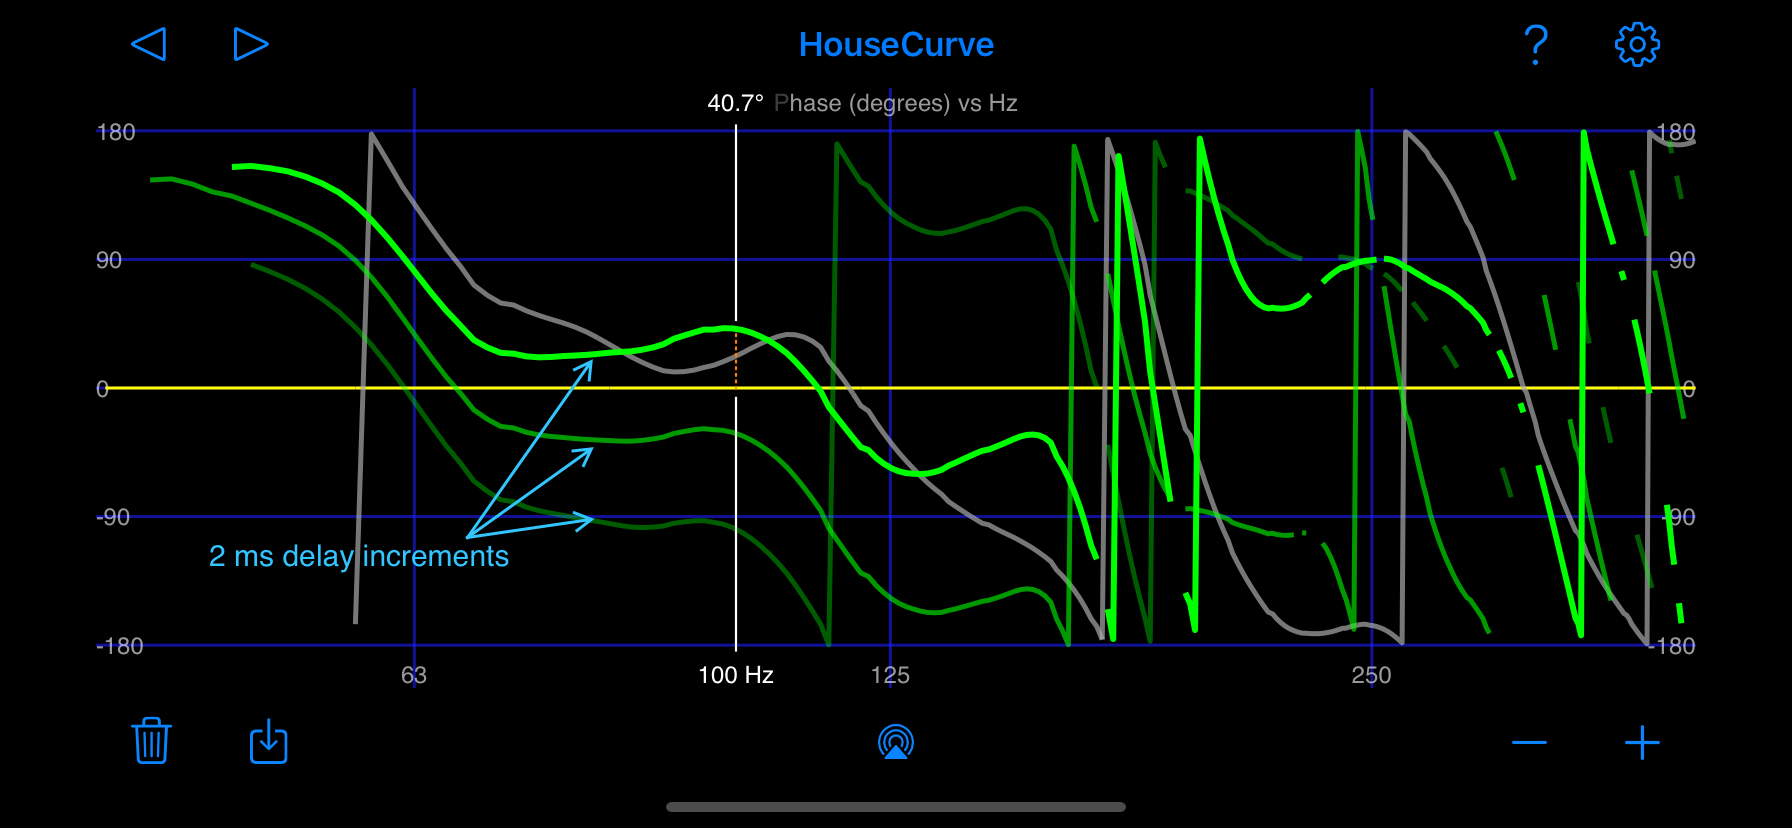 HouseCurve
?
40.7° Phase (degrees) vs Hz
180 180
90 90
0 0
2 ms delay increments
-90 -90
-180 -180
63 100 Hz 125 250